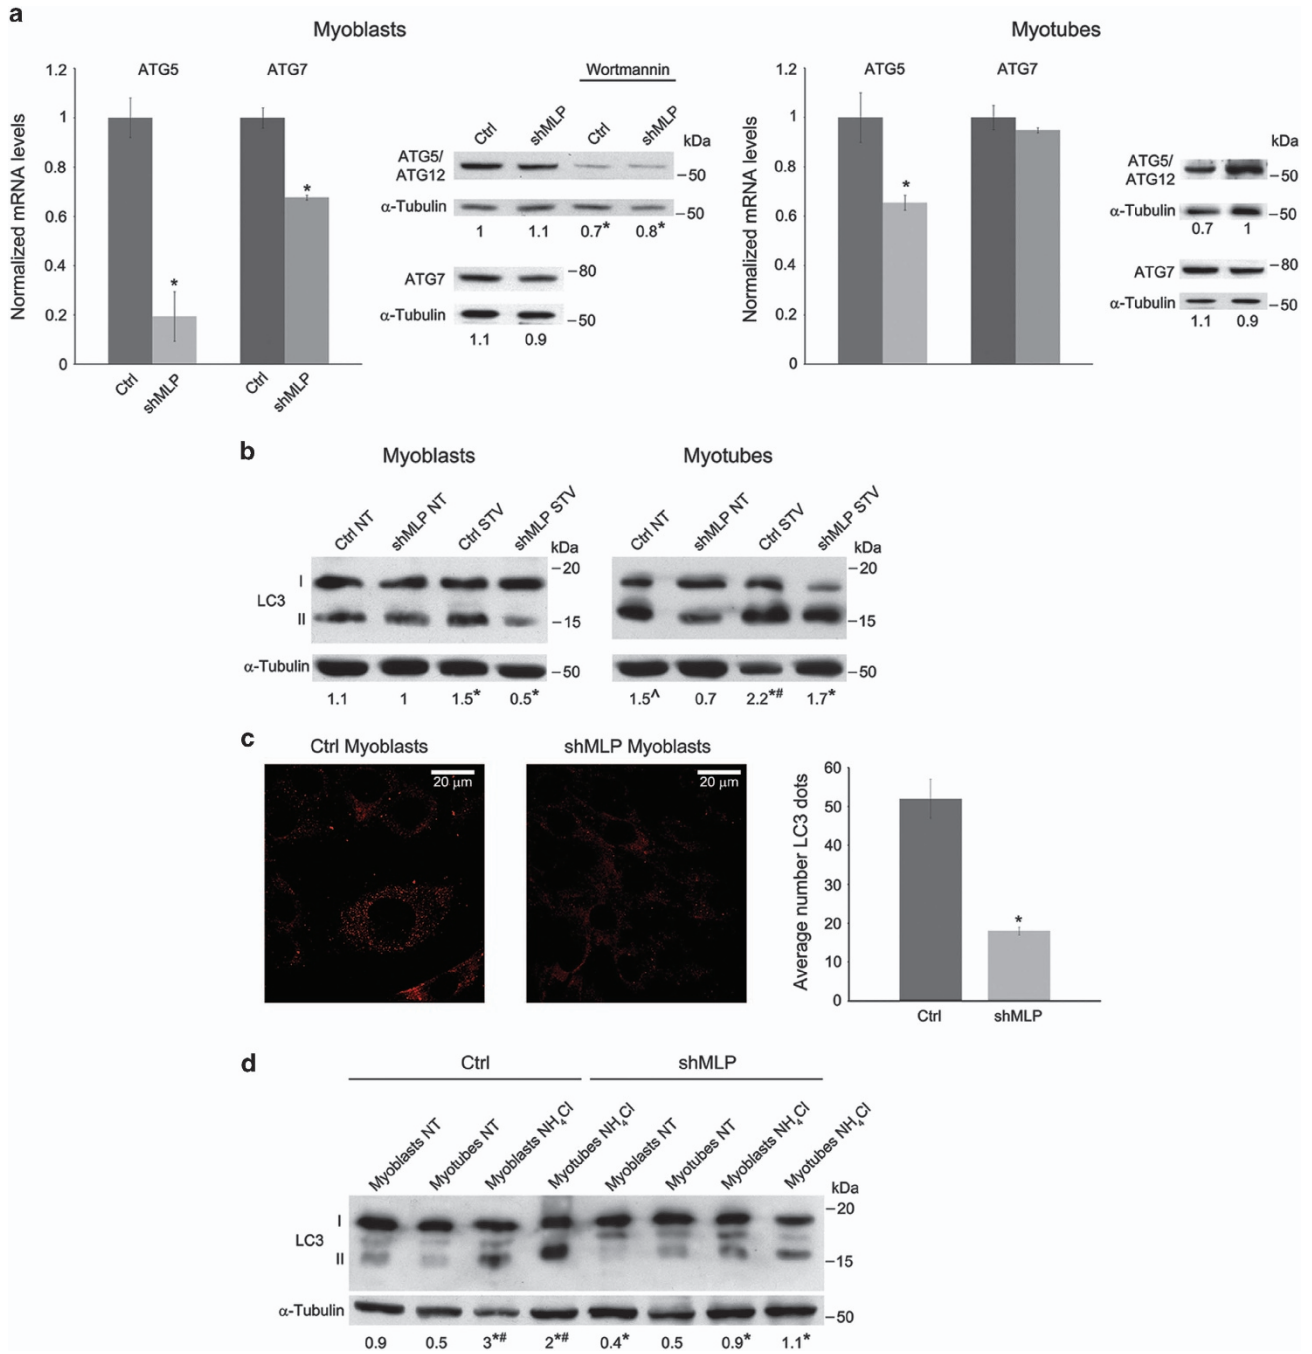 a
Myoblasts
Myotubes
ATG5
ATG7
Normalized mRNA levels
1.2
1
0.8
0.6
0.4
0.2
0
*
*
Ctrl
shMLP
Ctrl
shMLP
Wortmannin
Ctrl
shMLP
Ctrl
shMLP
kDa
ATG5/
ATG12
–50
α-Tubulin
–50
1 1.1 0.7* 0.8*
ATG7
–80
α-Tubulin
–50
1.1 0.9
ATG5
ATG7
Normalized mRNA levels
1.2
1
0.8
0.6
0.4
0.2
0
*
kDa
ATG5/
ATG12
–50
α-Tubulin
–50
0.7 1
ATG7
–80
α-Tubulin
–50
1.1 0.9
b
Myoblasts
Myotubes
Ctrl NT
shMLP NT
Ctrl STV
shMLP STV
kDa
Ctrl NT
shMLP NT
Ctrl STV
shMLP STV
kDa
I
LC3
II
–20
–15
–20
–15
α-Tubulin
–50
–50
1.1 1 1.5* 0.5*
1.5^ 0.7 2.2*# 1.7*
c
Ctrl Myoblasts
shMLP Myoblasts
20 µm
20 µm
Average number LC3 dots
60
50
40
30
20
10
0
*
Ctrl
shMLP
d
Ctrl
shMLP
Myoblasts NT
Myotubes NT
Myoblasts NH₄Cl
Myotubes NH₄Cl
Myoblasts NT
Myotubes NT
Myoblasts NH₄Cl
Myotubes NH₄Cl
kDa
I
LC3
II
–20
–15
α-Tubulin
–50
0.9 0.5 3*# 2*# 0.4* 0.5 0.9* 1.1*